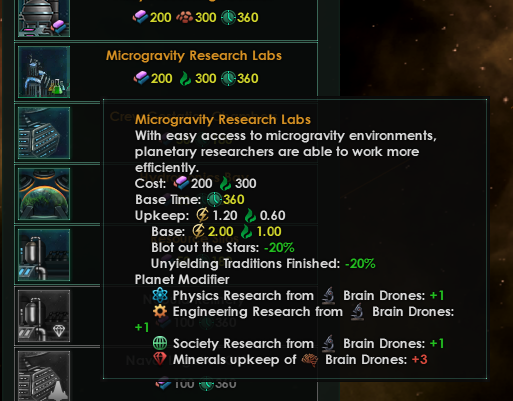 200 300 360
Microgravity Research Labs
200 300 360
Microgravity Research Labs
With easy access to microgravity environments,
planetary researchers are able to work more
efficiently.
Cost: 200 300
Base Time: 360
Upkeep: 1.20 0.60
Base: 2.00 1.00
Blot out the Stars: -20%
Unyielding Traditions Finished: -20%
Planet Modifier
Physics Research from Brain Drones: +1
Engineering Research from Brain Drones:
+1
Society Research from Brain Drones: +1
Minerals upkeep of Brain Drones: +3
100 360